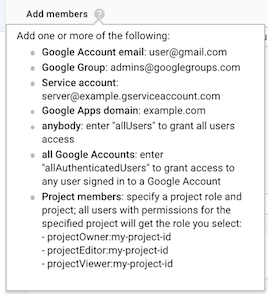 Add members ?
Add one or more of the following:
• Google Account email: user@gmail.com
• Google Group: admins@googlegroups.com
• Service account:
server@example.gserviceaccount.com
• Google Apps domain: example.com
• anybody: enter "allUsers" to grant all users
access
• all Google Accounts: enter
"allAuthenticatedUsers" to grant access to
any user signed in to a Google Account
• Project members: specify a project role and
project; all users with permissions for the
specified project will get the role you select:
- projectOwner:my-project-id
- projectEditor:my-project-id
- projectViewer:my-project-id